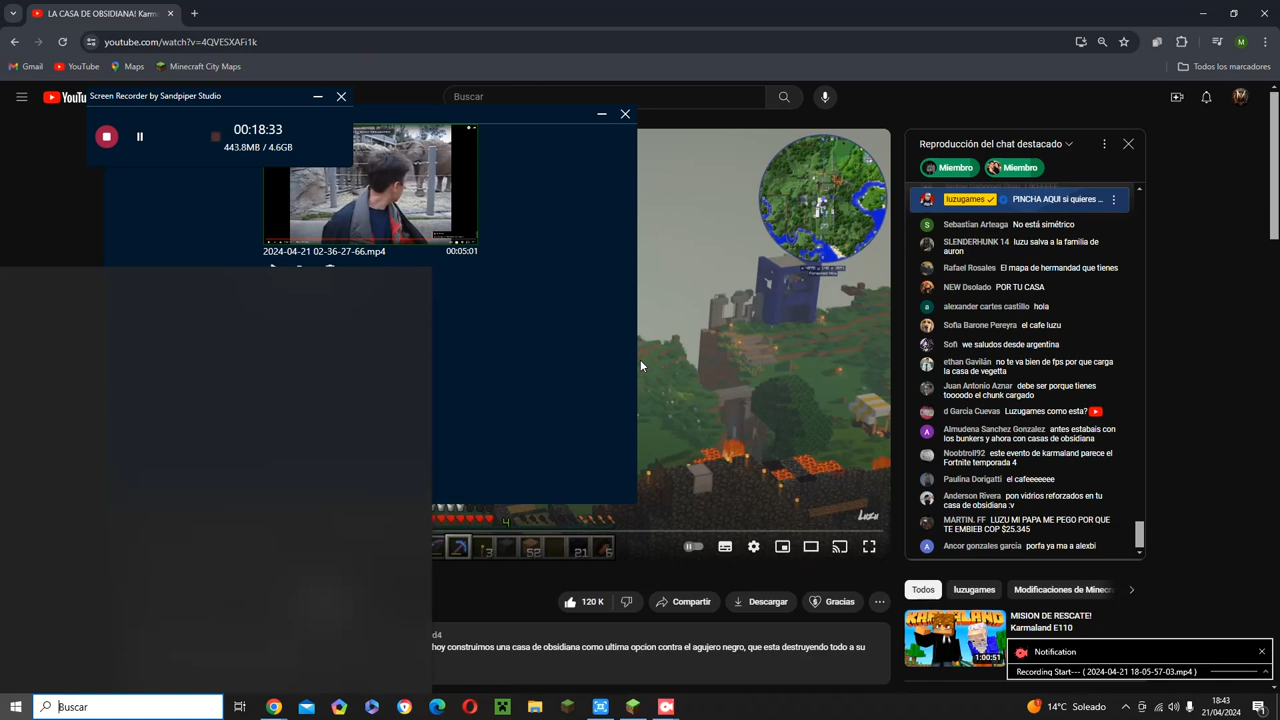 LA CASA DE OBSIDIANA! Karm
youtube.com/watch?v=4QVESXAFi1k
M
Gmail
YouTube
Maps
Minecraft City Maps
Todos los marcadores
Screen Recorder by Sandpiper Studio
00:18:33
443.8MB / 4.6GB
2024-04-21 02-36-27-66.mp4
00:05:01
YouTu
Buscar
Reproducción del chat destacado
Miembro
Miembro
luzugames
PINCHA AQUI si quieres ...
Sebastian Arteaga No está simétrico
SLENDERHUNK 14 luzu salva a la familia de
auron
Rafael Rosales El mapa de hermandad que tienes
NEW Dsolado POR TU CASA
alexander cartes castillo hola
Sofia Barone Pereyra el cafe luzu
Sofi we saludos desde argentina
ethan Gavilán no te va bien de fps por que carga
la casa de vegetta
Juan Antonio Aznar debe ser porque tienes
toooodo el chunk cargado
d Garcia Cuevas Luzugames como esta?
Almudena Sanchez Gonzalez antes estabais con
los bunkers y ahora con casas de obsidiana
Noobtroll92 este evento de karmaland parece el
Fortnite temporada 4
Paulina Dorigatti el cafeeeeeee
Anderson Rivera pon vidrios reforzados en tu
casa de obsidiana :v
MARTIN. FF LUZU MI PAPA ME PEGO POR QUE
TE EMBIEB COP $25.345
Ancor gonzales garcia porfa ya ma a alexbi
Luzu
4
3
52
21
6
120 K
Compartir
Descargar
Gracias
d4
hoy construimos una casa de obsidiana como ultima opcion contra el agujero negro, que esta destruyendo todo a su
Todos
luzugames
Modificaciones de Minec
KARMALAND
1:00:51
MISION DE RESCATE!
Karmaland E110
Notification
Recording Start--- ( 2024-04-21 18-05-57-03.mp4 )
Buscar
14°C Soleado
18:43
21/04/2024
1